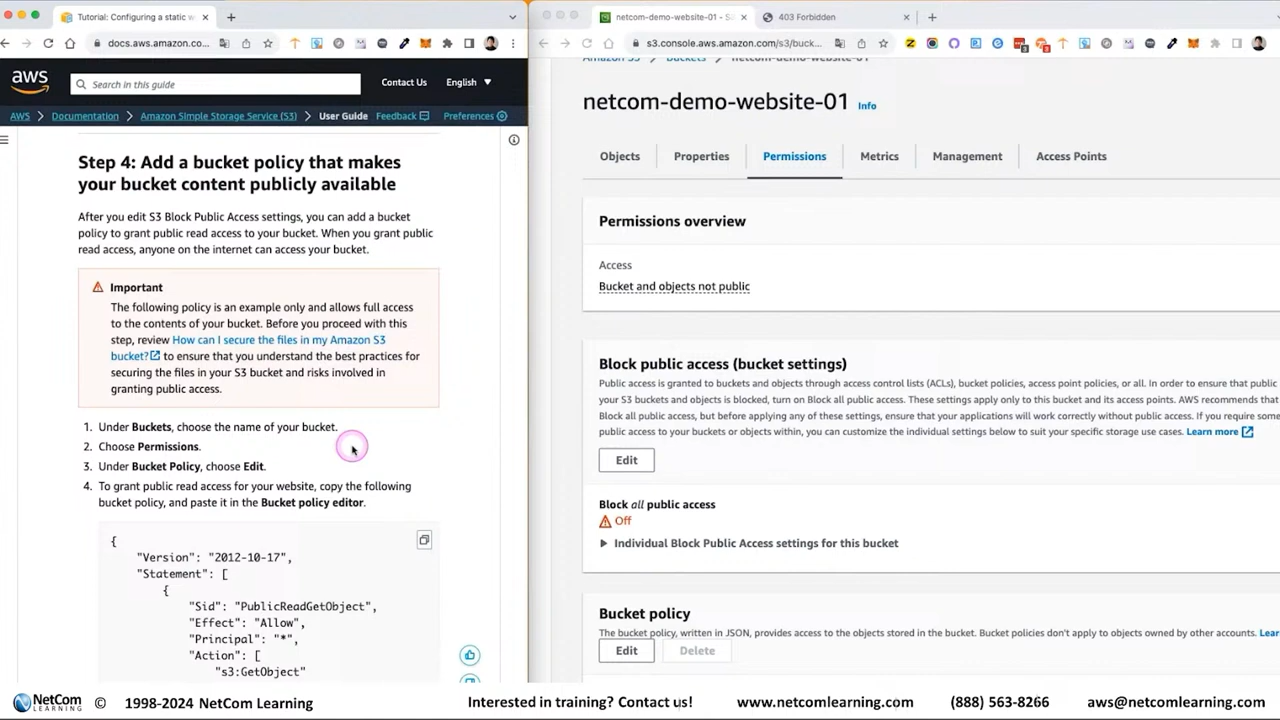 Tutorial: Configuring a static w
docs.aws.amazon.co...
aws
Search in this guide
Contact Us
English
AWS
Documentation
Amazon Simple Storage Service (S3)
User Guide
Feedback
Preferences
Step 4: Add a bucket policy that makes
your bucket content publicly available
After you edit S3 Block Public Access settings, you can add a bucket
policy to grant public read access to your bucket. When you grant public
read access, anyone on the internet can access your bucket.
Important
The following policy is an example only and allows full access
to the contents of your bucket. Before you proceed with this
step, review How can I secure the files in my Amazon S3
bucket? to ensure that you understand the best practices for
securing the files in your S3 bucket and risks involved in
granting public access.
1. Under Buckets, choose the name of your bucket.
2. Choose Permissions.
3. Under Bucket Policy, choose Edit.
4. To grant public read access for your website, copy the following
bucket policy, and paste it in the Bucket policy editor.
{
"Version": "2012-10-17",
"Statement": [
{
"Sid": "PublicReadGetObject",
"Effect": "Allow",
"Principal": "*",
"Action": [
"s3:GetObject"
netcom-demo-website-01 - S3
403 Forbidden
s3.console.aws.amazon.com/s3/buck...
Amazon S3
Buckets
netcom-demo-website-01
netcom-demo-website-01 Info
Objects
Properties
Permissions
Metrics
Management
Access Points
Permissions overview
Access
Bucket and objects not public
Block public access (bucket settings)
Public access is granted to buckets and objects through access control lists (ACLs), bucket policies, access point policies, or all. In order to ensure that public
your S3 buckets and objects is blocked, turn on Block all public access. These settings apply only to this bucket and its access points. AWS recommends that
Block all public access, but before applying any of these settings, ensure that your applications will work correctly without public access. If you require some
public access to your buckets or objects within, you can customize the individual settings below to suit your specific storage use cases. Learn more
Edit
Block all public access
Off
Individual Block Public Access settings for this bucket
Bucket policy
The bucket policy, written in JSON, provides access to the objects stored in the bucket. Bucket policies don't apply to objects owned by other accounts. Lear
Edit
Delete
NetCom
LEARNING
© 1998-2024 NetCom Learning
Interested in training? Contact us!
www.netcomlearning.com
(888) 563-8266
aws@netcomlearning.com